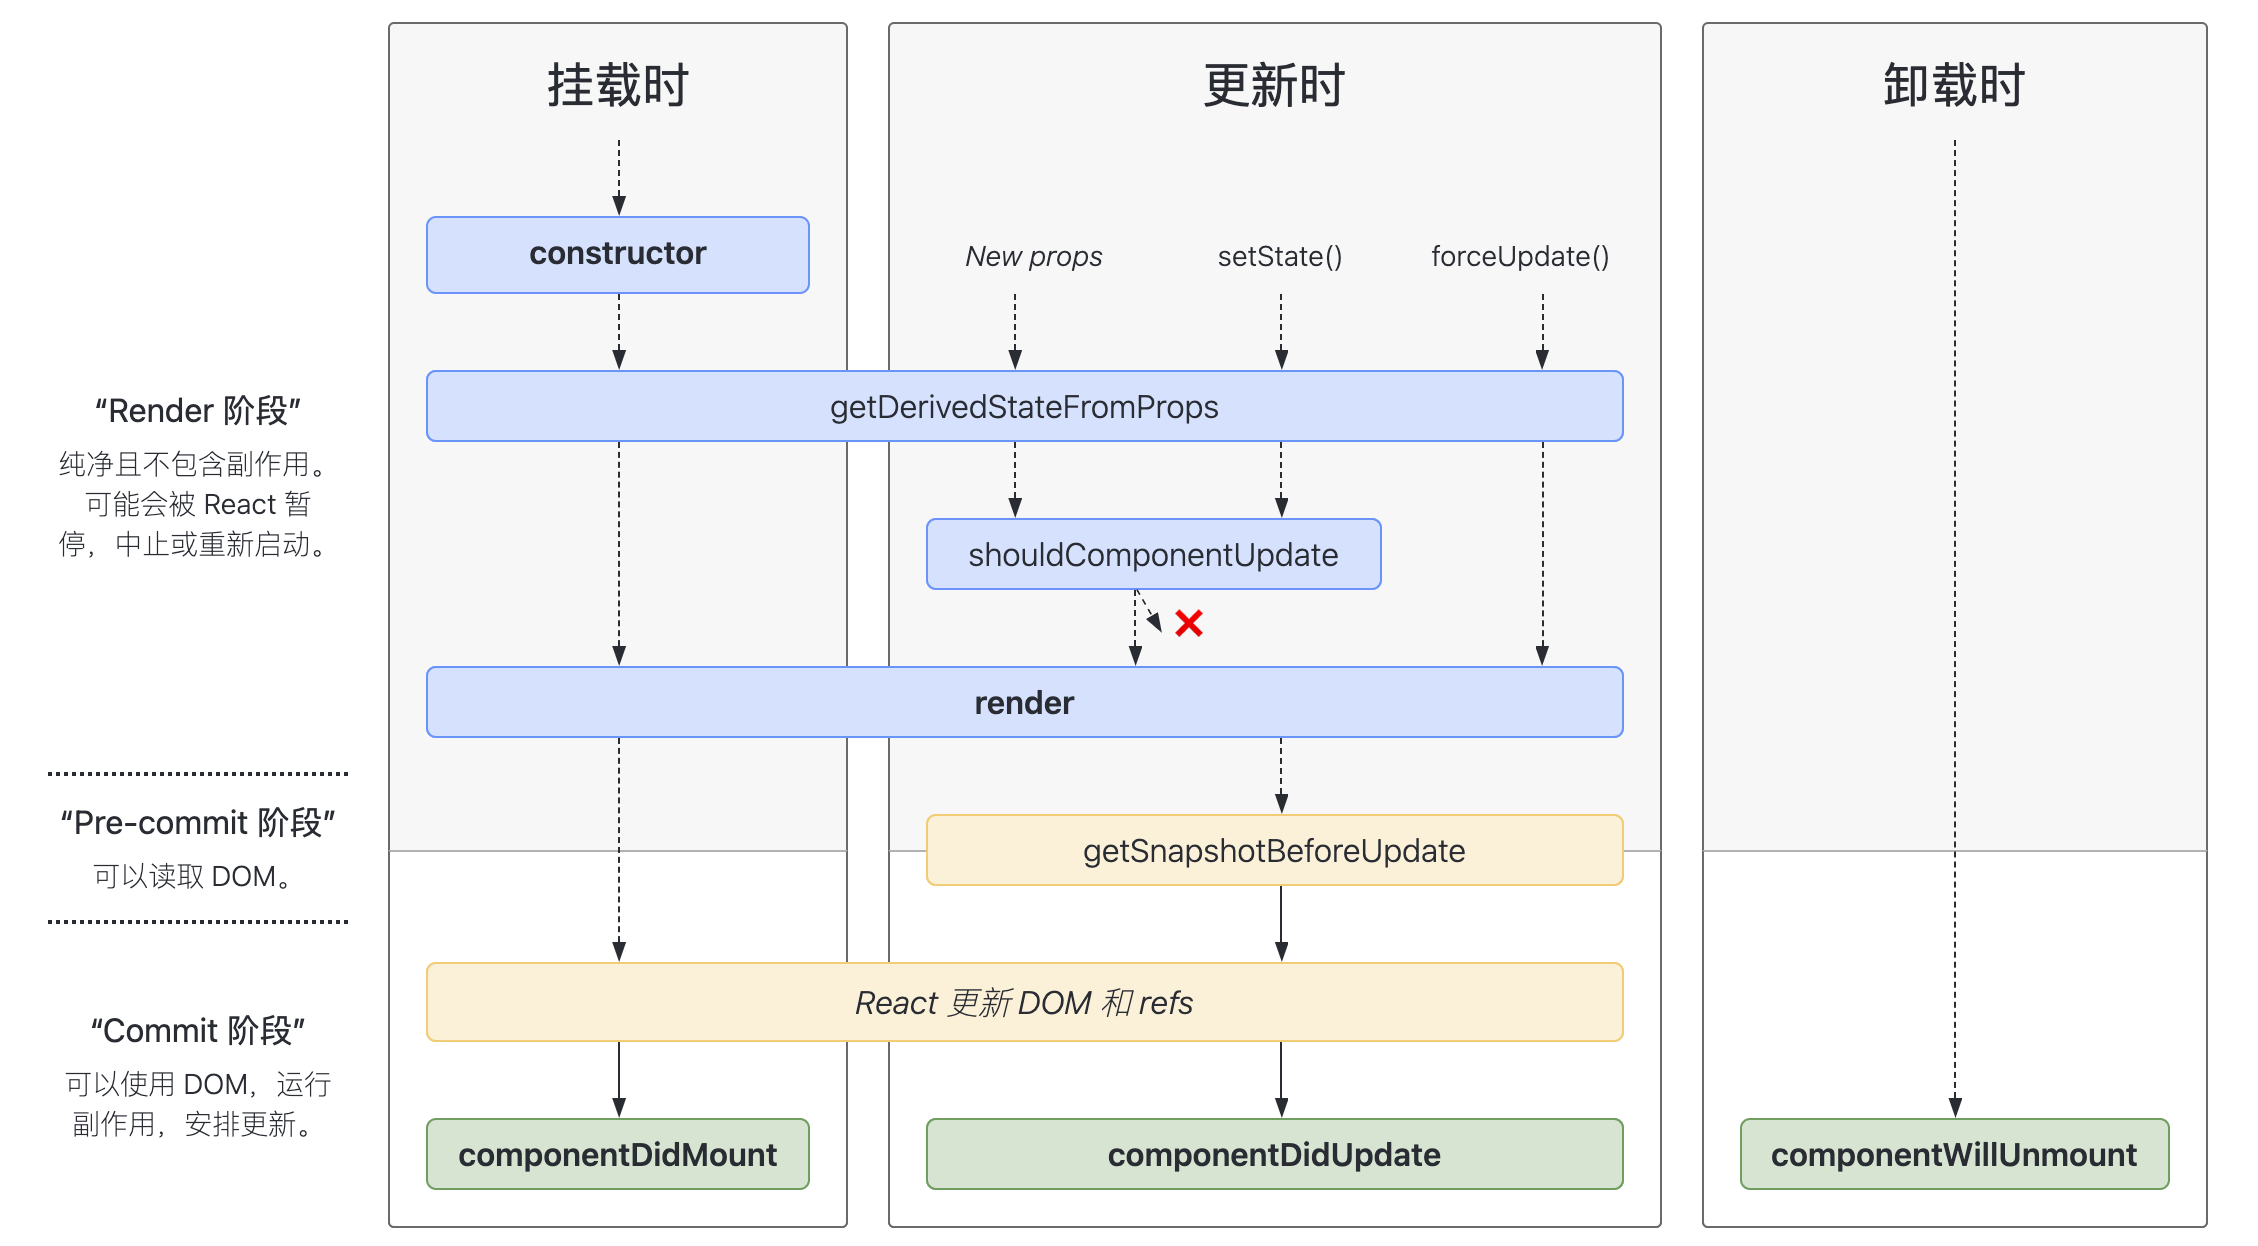 挂载时
更新时
卸载时
constructor
New props
setState()
forceUpdate()
getDerivedStateFromProps
“Render 阶段”
纯净且不包含副作用。
可能会被 React 暂
停，中止或重新启动。
shouldComponentUpdate
render
“Pre-commit 阶段”
可以读取 DOM。
getSnapshotBeforeUpdate
React 更新 DOM 和 refs
“Commit 阶段”
可以使用 DOM，运行
副作用，安排更新。
componentDidMount
componentDidUpdate
componentWillUnmount